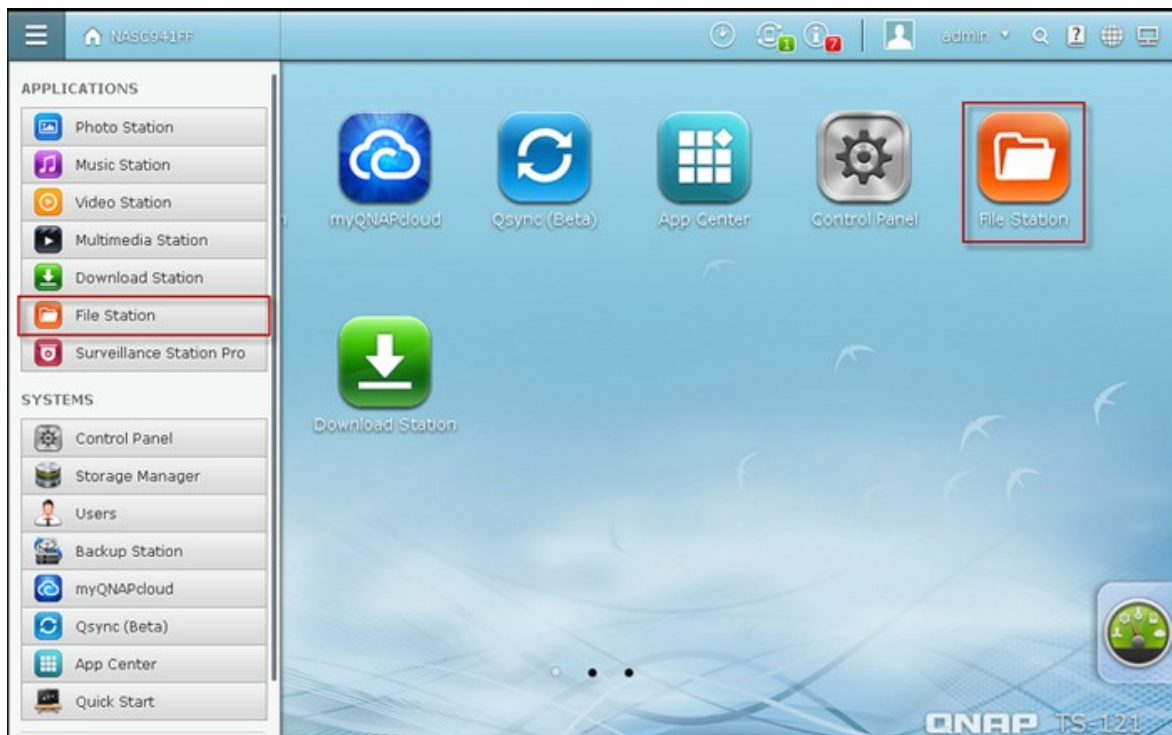 NASC941FF
1
7
admin
?
APPLICATIONS
Photo Station
Music Station
Video Station
Multimedia Station
Download Station
File Station
Surveillance Station Pro
SYSTEMS
Control Panel
Storage Manager
Users
Backup Station
myQNAPcloud
Qsync (Beta)
App Center
Quick Start
myQNAPcloud
Qsync (Beta)
App Center
Control Panel
File Station
Download Station
QNAP TS-121